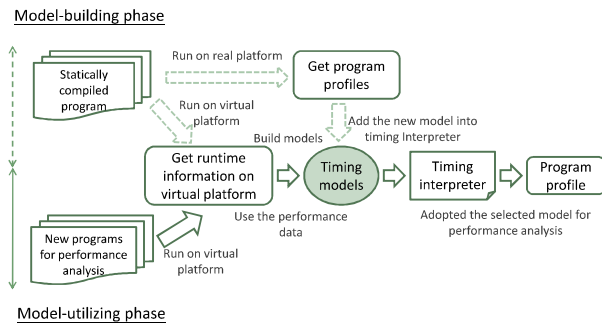 Model-building phase
Run on real platform
Statically
compiled
program
Get program
profiles
Run on virtual
platform
Add the new model into
timing Interpreter
Build models
Get runtime
information on
virtual platform
Timing
models
Timing
interpreter
Program
profile
Use the performance
data
Adopted the selected model for
performance analysis
New programs
for performance
analysis
Run on virtual
platform
Model-utilizing phase